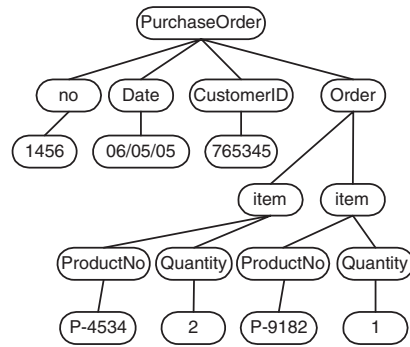 PurchaseOrder
no Date CustomerID Order
1456 06/05/05 765345
item item
ProductNo Quantity ProductNo Quantity
P-4534 2 P-9182 1